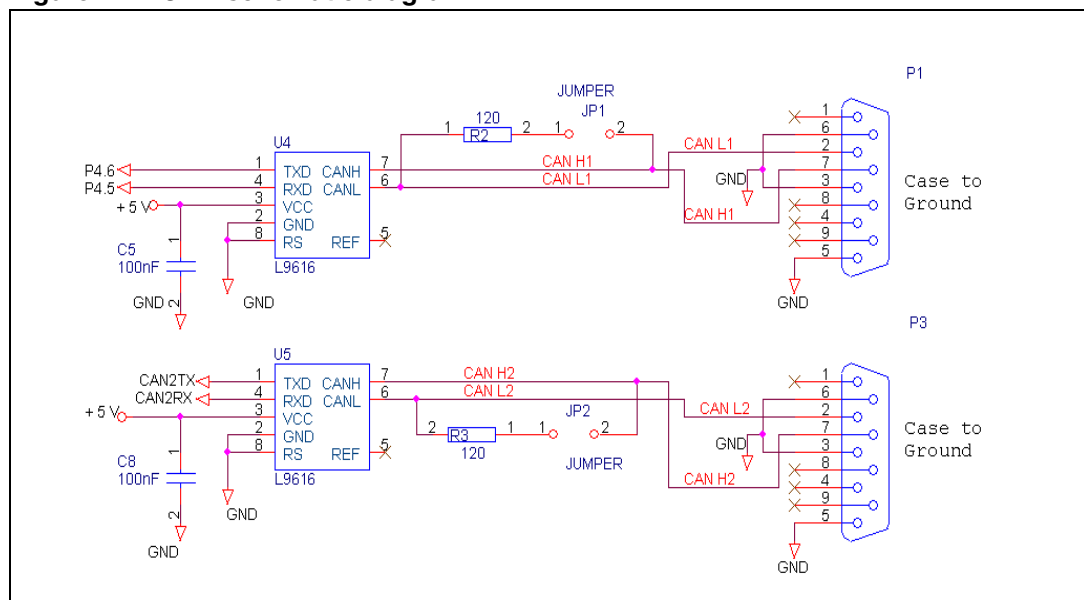 P1
JUMPER
120
JP1
1 R2 2 1 2
U4
CAN L1
CAN H1
CAN L1
P4.6
P4.5
+ 5 V
1 TXD CANH 7
4 RXD CANL 6
3 VCC
2 GND
8 RS REF 5
L9616
C5
100nF
1
2
GND
GND
GND
CAN H1
1
6
2
7
3
8
4
9
5
Case to
Ground
GND
P3
U5
CAN H2
CAN L2
CAN2TX
CAN2RX
+ 5 V
1 TXD CANH 7
4 RXD CANL 6
3 VCC
2 GND
8 RS REF 5
L9616
C8
100nF
1
2
GND
GND
JP2
2 R3 1 1 2
120
JUMPER
CAN L2
GND
CAN H2
1
6
2
7
3
8
4
9
5
Case to
Ground
GND